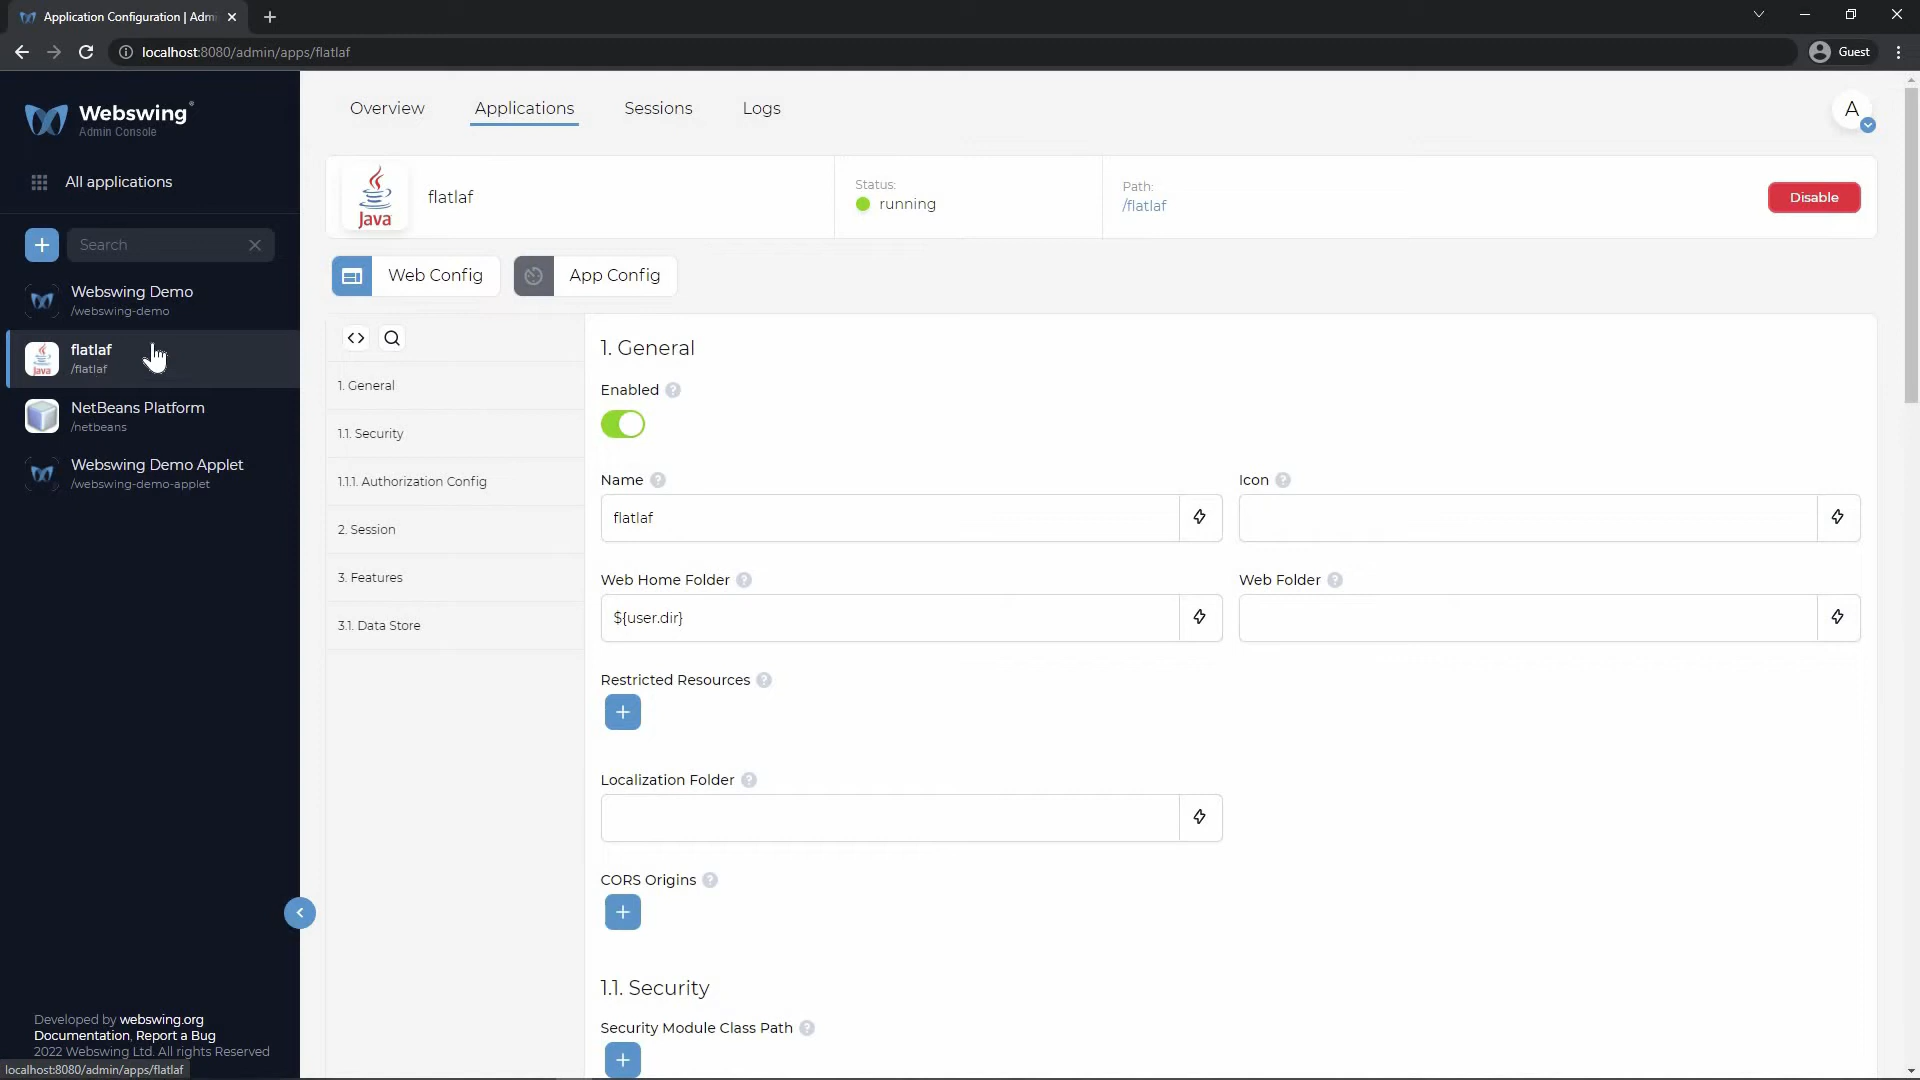 Application Configuration | Adm
localhost:8080/admin/apps/flatlaf
Guest
Webswing
Admin Console
Overview
Applications
Sessions
Logs
A
All applications
Java
flatlaf
Status:
running
Path:
/flatlaf
Disable
Search
Web Config
App Config
Webswing Demo
/webswing-demo
flatlaf
/flatlaf
NetBeans Platform
/netbeans
Webswing Demo Applet
/webswing-demo-applet
1. General
1.1. Security
1.1.1. Authorization Config
2. Session
3. Features
3.1. Data Store
1. General
Enabled ?
Name ?
flatlaf
Icon ?
Web Home Folder ?
${user.dir}
Web Folder ?
Restricted Resources ?
Localization Folder ?
CORS Origins ?
1.1. Security
Security Module Class Path ?
Developed by webswing.org
Documentation, Report a Bug
2022 Webswing Ltd. All rights Reserved
localhost:8080/admin/apps/flatlaf